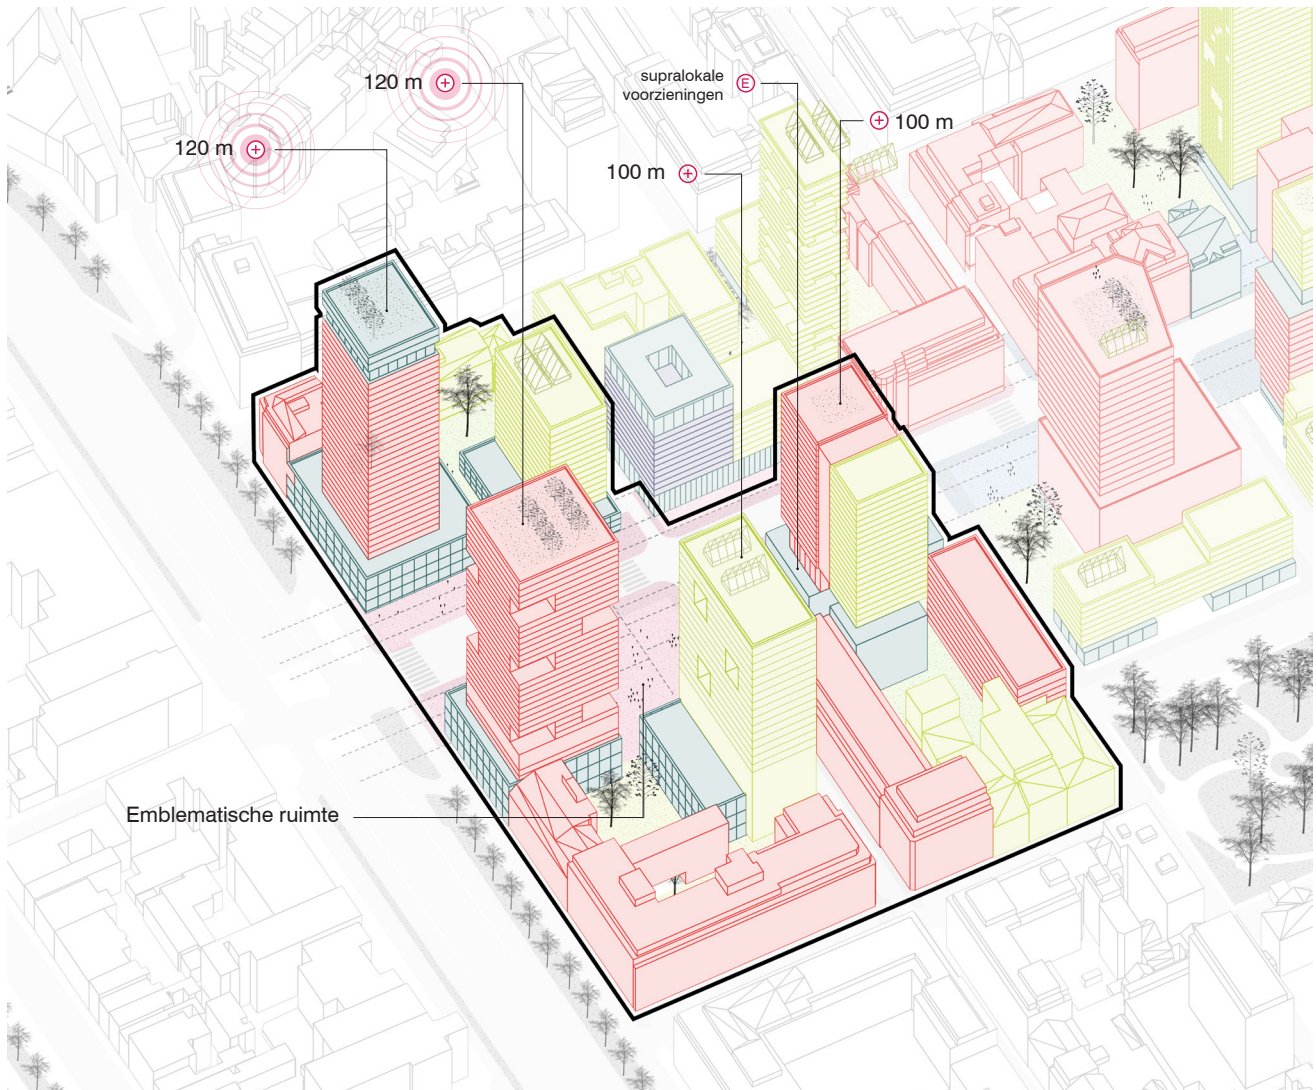 120 m
120 m
supralokale
voorzieningen
E
100 m
100 m
Emblematische ruimte